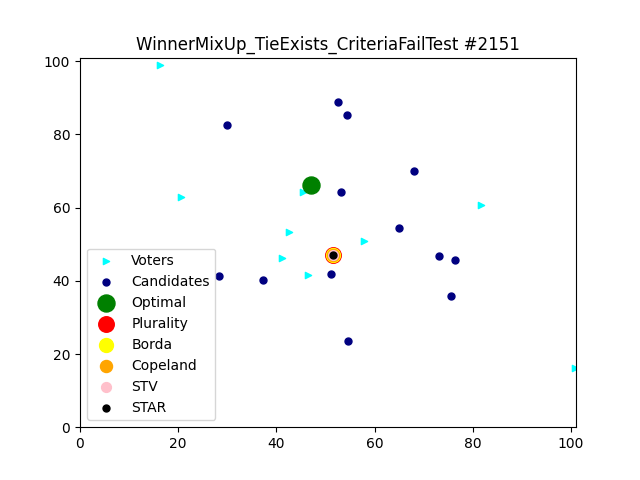 WinnerMixUp_TieExists_CriteriaFailTest #2151
100
80
60
40
20
0
0 20 40 60 80 100
Voters
Candidates
Optimal
Plurality
Borda
Copeland
STV
STAR